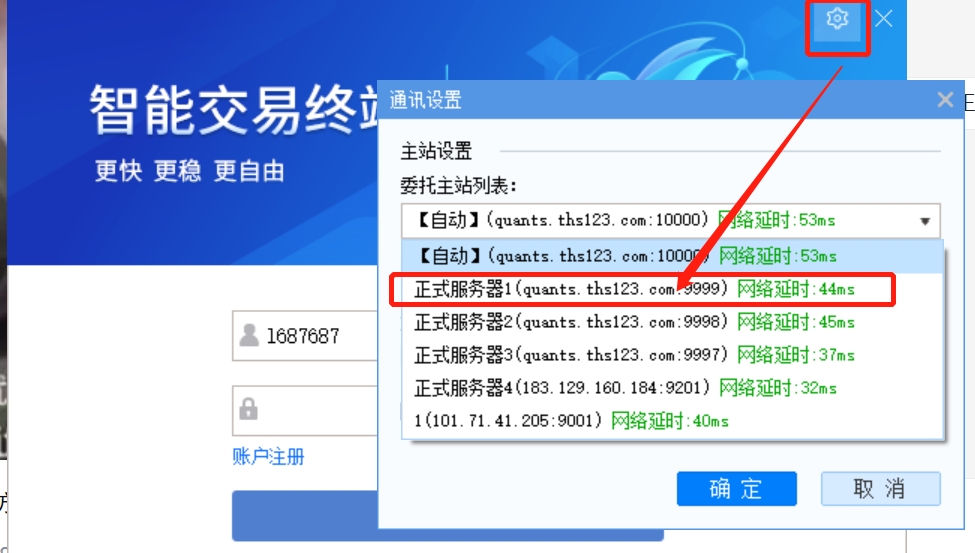 智能交易终
更快 更稳 更自由
通讯设置
主站设置
委托主站列表：
【自动】(quants.ths123.com:10000) 网络延时:53ms
【自动】(quants.ths123.com:10000) 网络延时:53ms
正式服务器1(quants.ths123.com:9999) 网络延时:44ms
正式服务器2(quants.ths123.com:9998) 网络延时:45ms
正式服务器3(quants.ths123.com:9997) 网络延时:37ms
正式服务器4(183.129.160.184:9201) 网络延时:32ms
1(101.71.41.205:9001) 网络延时:40ms
1687687
账户注册
确 定
取 消